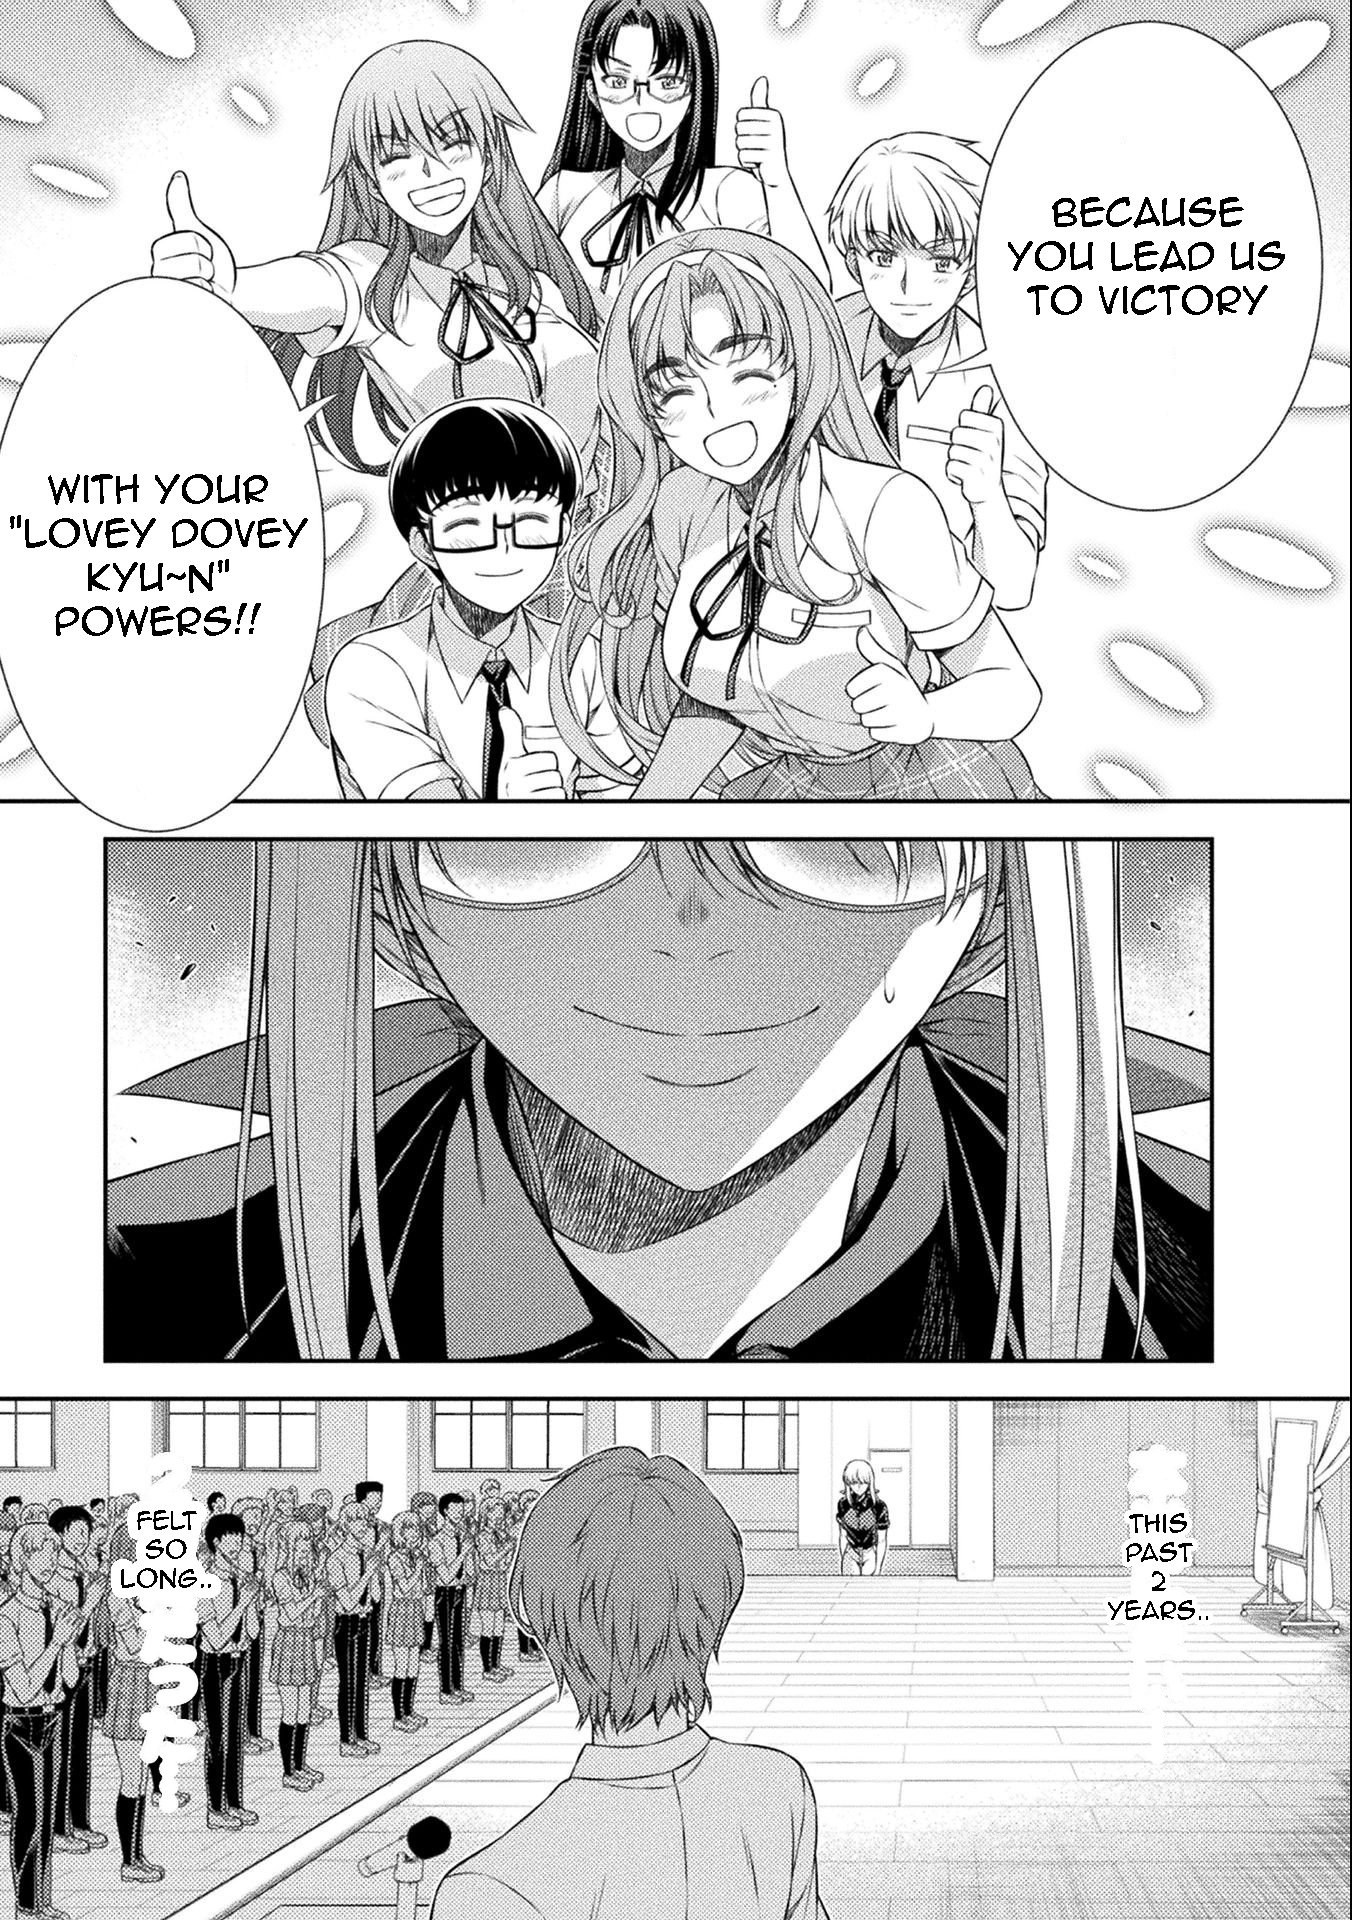 BECAUSE
YOU LEAD US
TO VICTORY
WITH YOUR
"LOVEY DOVEY
KYU~N"
POWERS!!
THIS
PAST
2
YEARS..
FELT
SO
LONG..